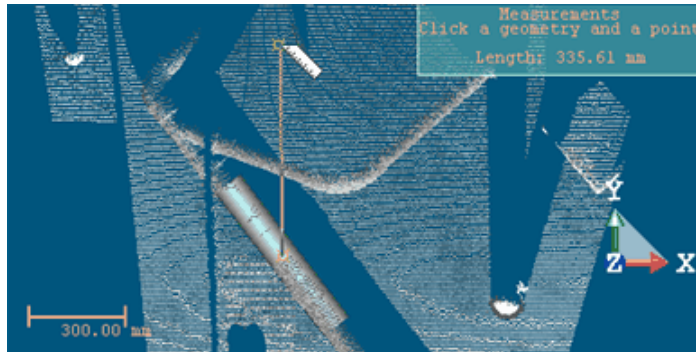 Measurements
Click a geometry and a point
Length: 335.61 mm
Y
Z X
300.00 mm